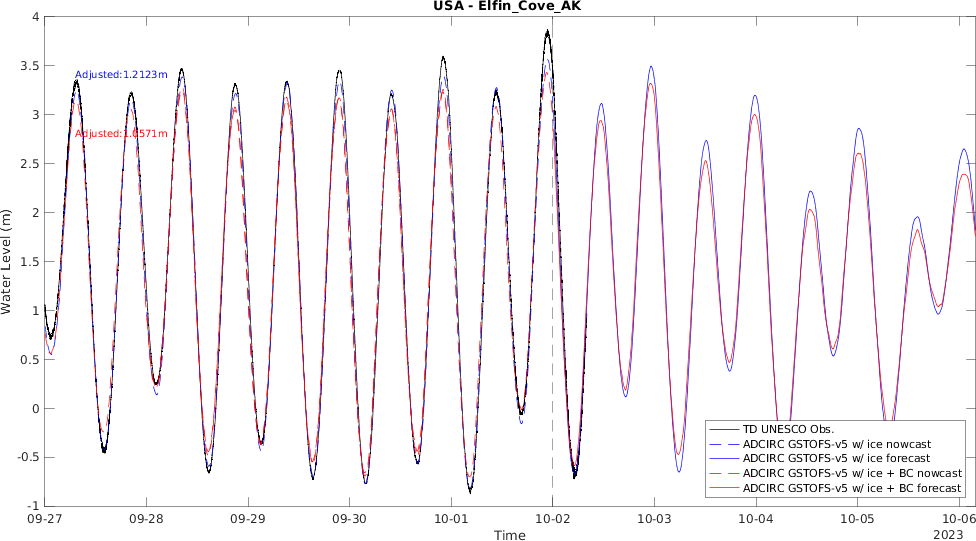 USA - Elfin_Cove_AK
4
3.5
3
2.5
2
1.5
1
0.5
0
-0.5
-1
Water Level (m)
Adjusted:1.2123m
Adjusted:1.0571m
TD UNESCO Obs.
ADCIRC GSTOFS-v5 w/ ice nowcast
ADCIRC GSTOFS-v5 w/ ice forecast
ADCIRC GSTOFS-v5 w/ ice + BC nowcast
ADCIRC GSTOFS-v5 w/ ice + BC forecast
09-27 09-28 09-29 09-30 10-01 10-02 10-03 10-04 10-05 10-06
Time
2023